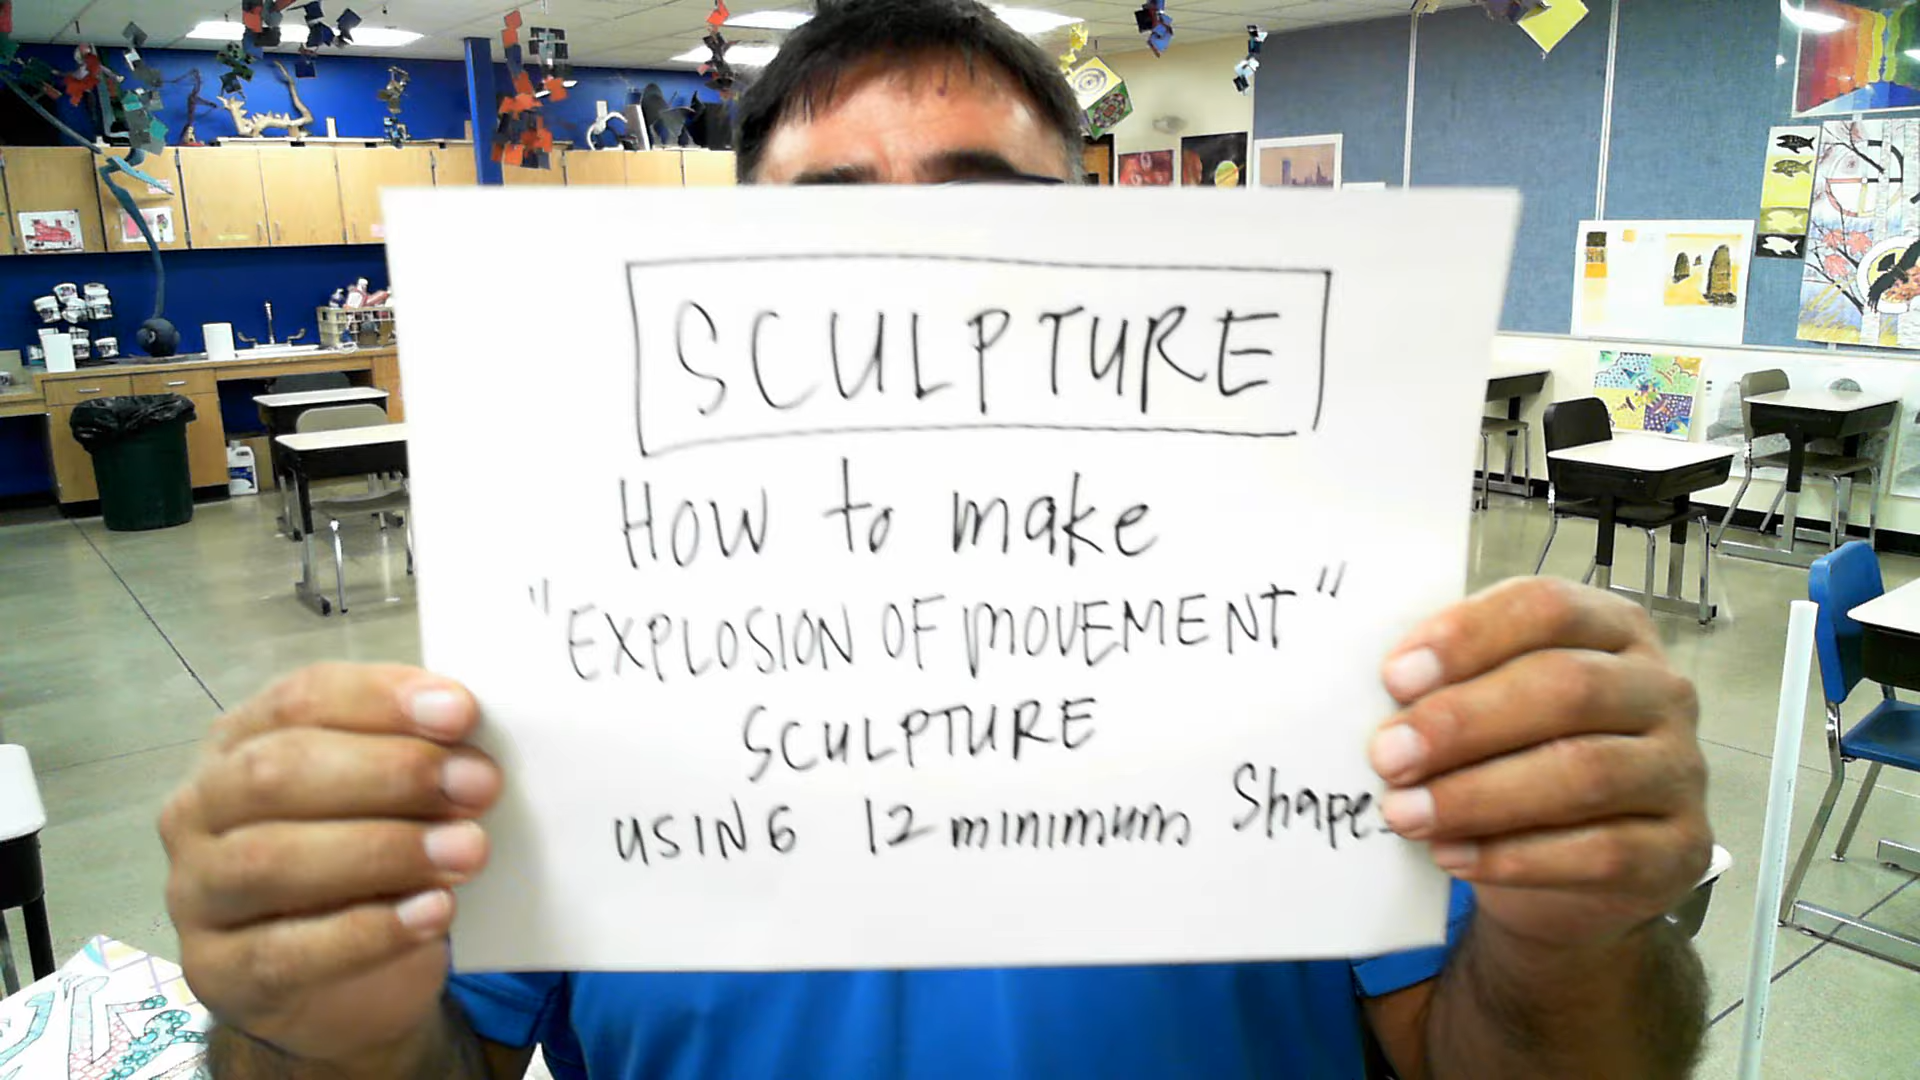 SCULPTURE
HOW to make
"EXPLOSION OF MOVEMENT"
SCULPTURE
USING 12 minimum Shapes